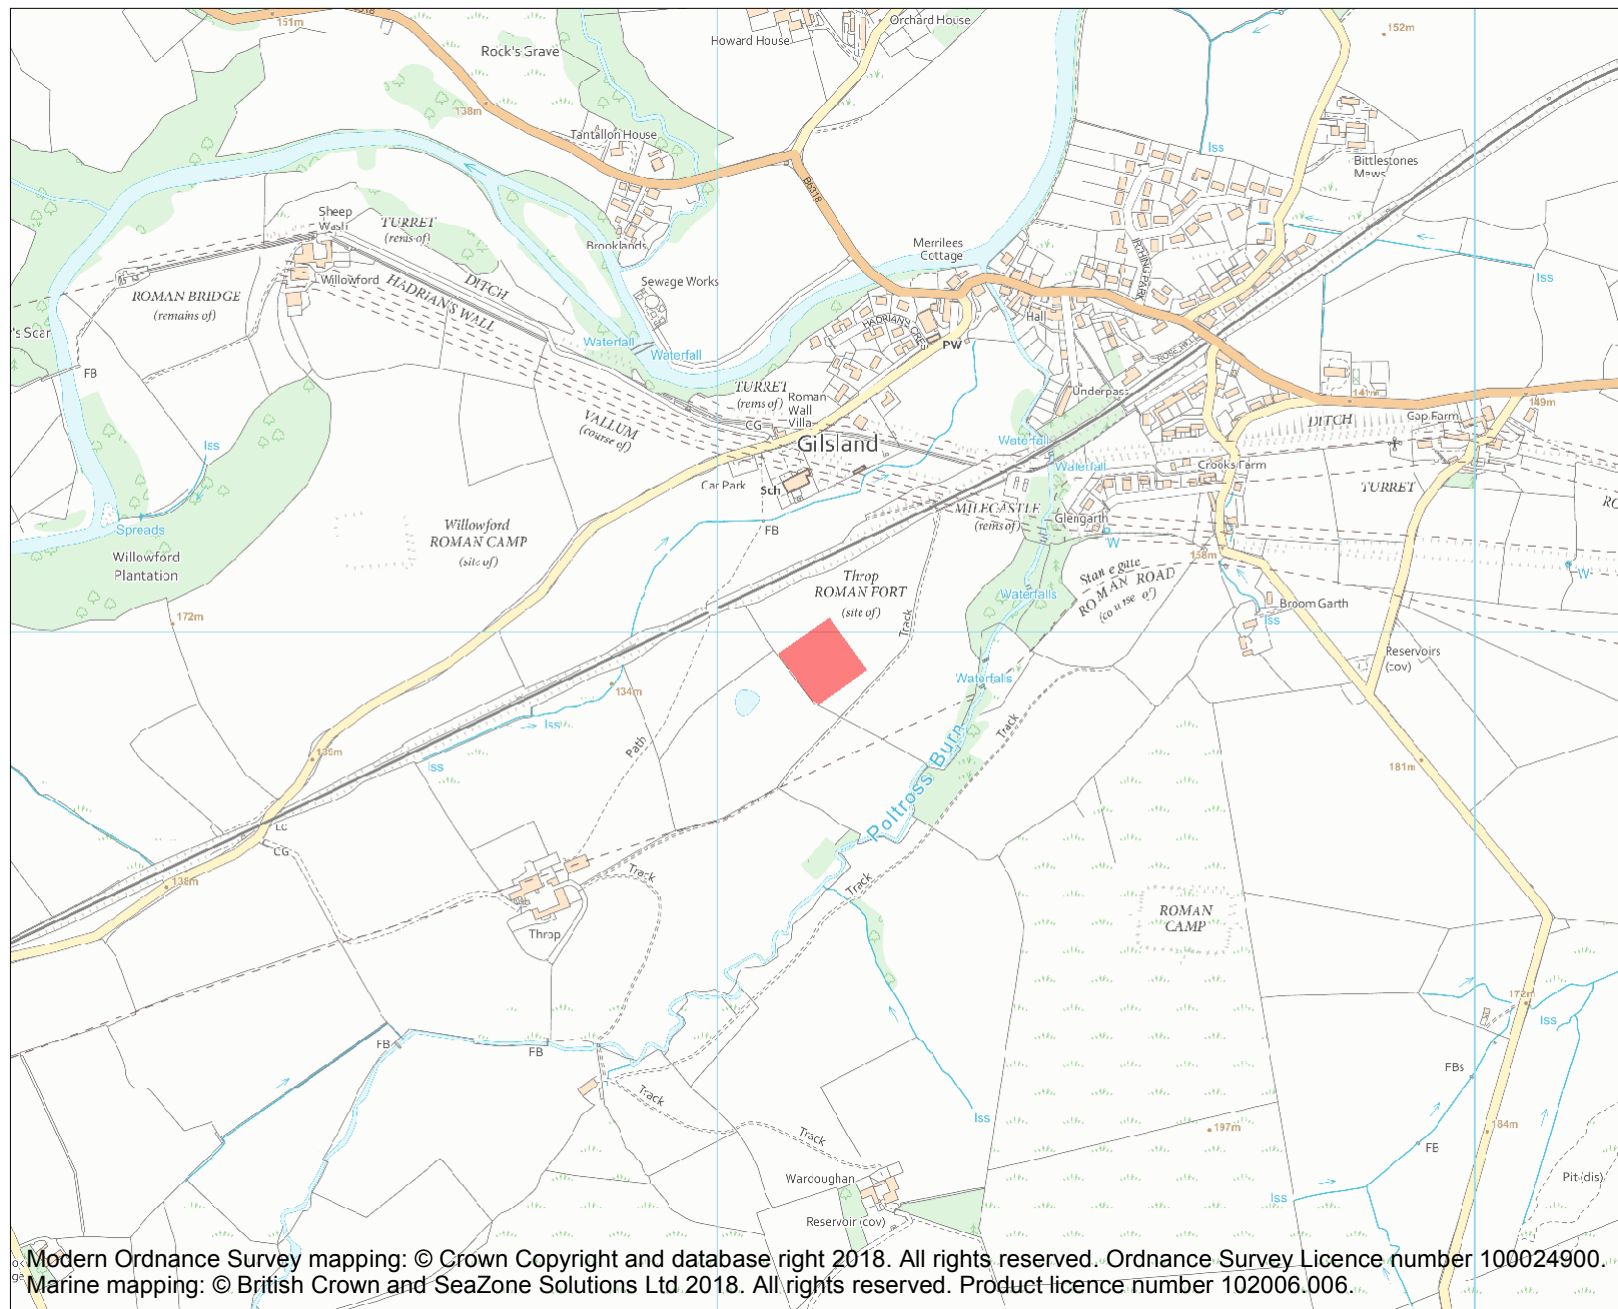 151m
B6318
Orchard House
Howard House
152m
Rock's Grave
138m
Tantallon House
Iss
Bittlestones
Mews
B6318
Sheep
Wash
TURRET
(rems of)
Brooklands
Merrilees
Cottage
IRTHING PARK
Willowford
DITCH
HADRIAN'S WALL
Sewage Works
Iss
ROMAN BRIDGE
(remains of)
HADRIAN'S CRES
Hall
's Scar
Waterfall
Waterfall
PW
ROSE HILL
FB
TURRET
(rems of)
Roman
Wall
Villa
Underpass
141m
149m
VALLUM
(course of)
CG
Gilsland
DITCH
Gap Farm
Iss
Waterfall
Waterfall
Crooks Farm
Car Park
Sch
TURRET
RO
Spreads
Willowford
ROMAN CAMP
(site of)
FB
MILECASTLE
(rems of)
Glengarth
W
Willowford
Plantation
158m
Throp
ROMAN FORT
(site of)
Stanegate
ROMAN ROAD
(course of)
W
172m
Track
Waterfalls
Broom Garth
Iss
Reservoirs
(cov)
134m
Waterfalls
Iss
Track
Path
Iss
181m
Poltross Burn
LC
CG
138m
Track
Track
ROMAN
CAMP
Throp
172m
Iss
FB
FB
FBs
Track
Iss
Track
197m
184m
FB
Warcoughan
Pit (dis)
Iss
Reservoir (cov)
Modern Ordnance Survey mapping: © Crown Copyright and database right 2018. All rights reserved. Ordnance Survey Licence number 100024900.
Marine mapping: © British Crown and SeaZone Solutions Ltd 2018. All rights reserved. Product licence number 102006.006.